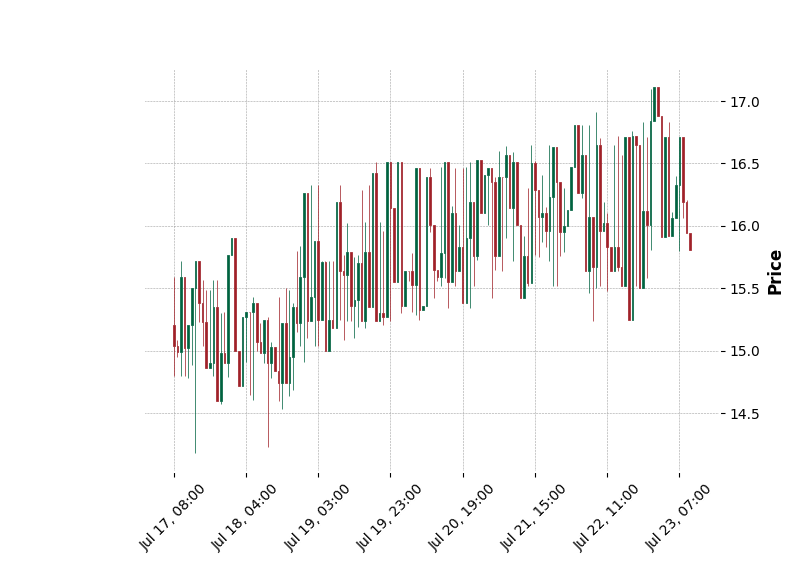 17.0
16.5
16.0
15.5
15.0
14.5
Price
Jul 17, 08:00
Jul 18, 04:00
Jul 19, 03:00
Jul 19, 23:00
Jul 20, 19:00
Jul 21, 15:00
Jul 22, 11:00
Jul 23, 07:00